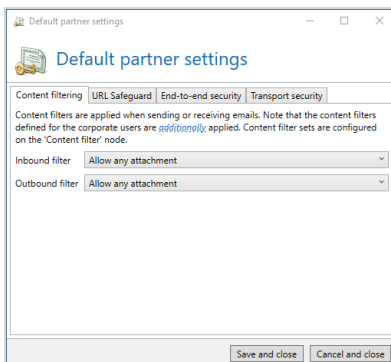 Default partner settings
Default partner settings
Content filtering URL Safeguard End-to-end security Transport security
Content filters are applied when sending or receiving emails. Note that the content filters
defined for the corporate users are additionally applied. Content filter sets are configured
on the 'Content filter' node.
Inbound filter Allow any attachment
Outbound filter Allow any attachment
Save and close Cancel and close